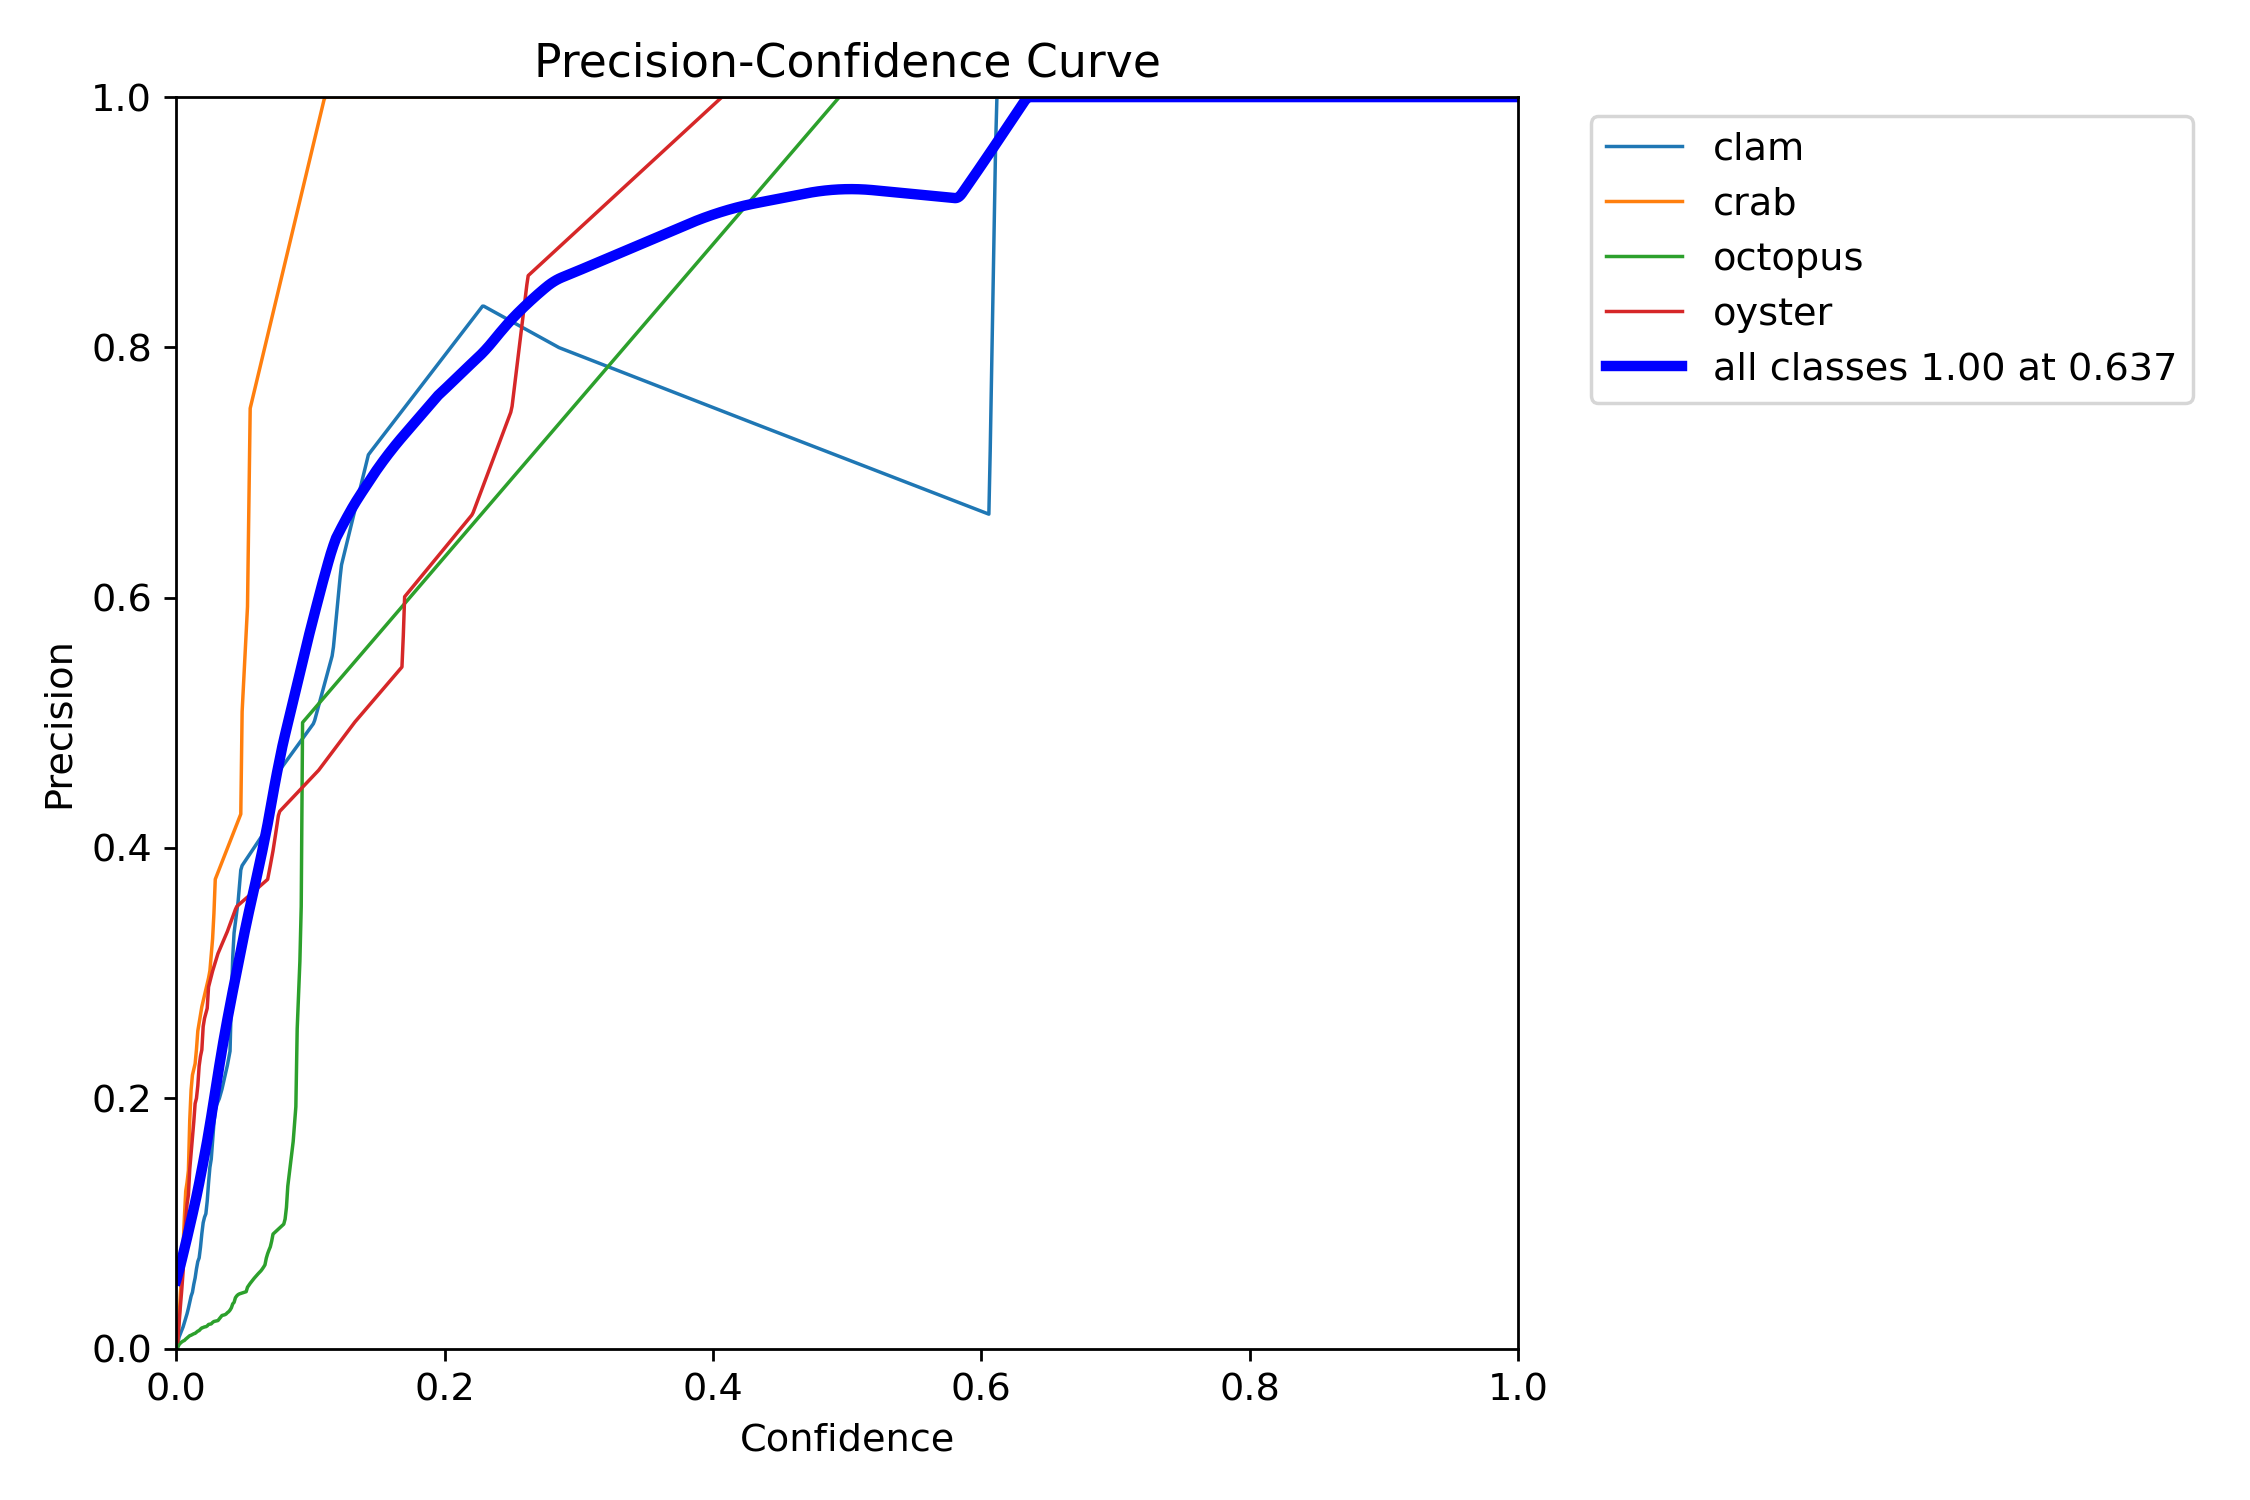 Precision-Confidence Curve
1.0
0.8
0.6
0.4
0.2
0.0
Precision
0.0 0.2 0.4 0.6 0.8 1.0
Confidence
clam
crab
octopus
oyster
all classes 1.00 at 0.637